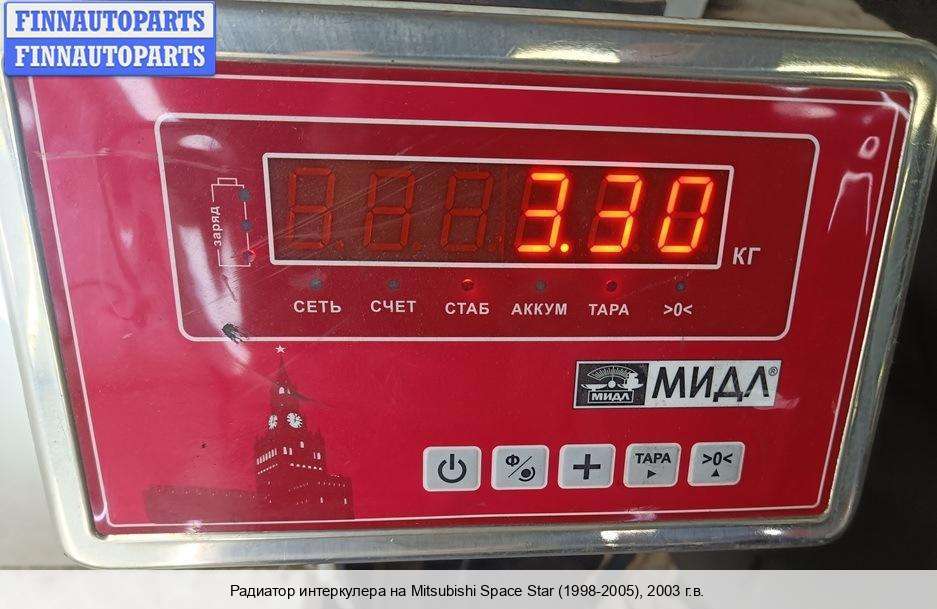 FINNAUTOPARTS
FINNAUTOPARTS
заряд
3.30
КГ
СЕТЬ СЧЕТ СТАБ АККУМ ТАРА >0<
МИДЛ
МИДЛ®
Ф
+
ТАРА
>0<
Радиатор интеркулера на Mitsubishi Space Star (1998-2005), 2003 г.в.